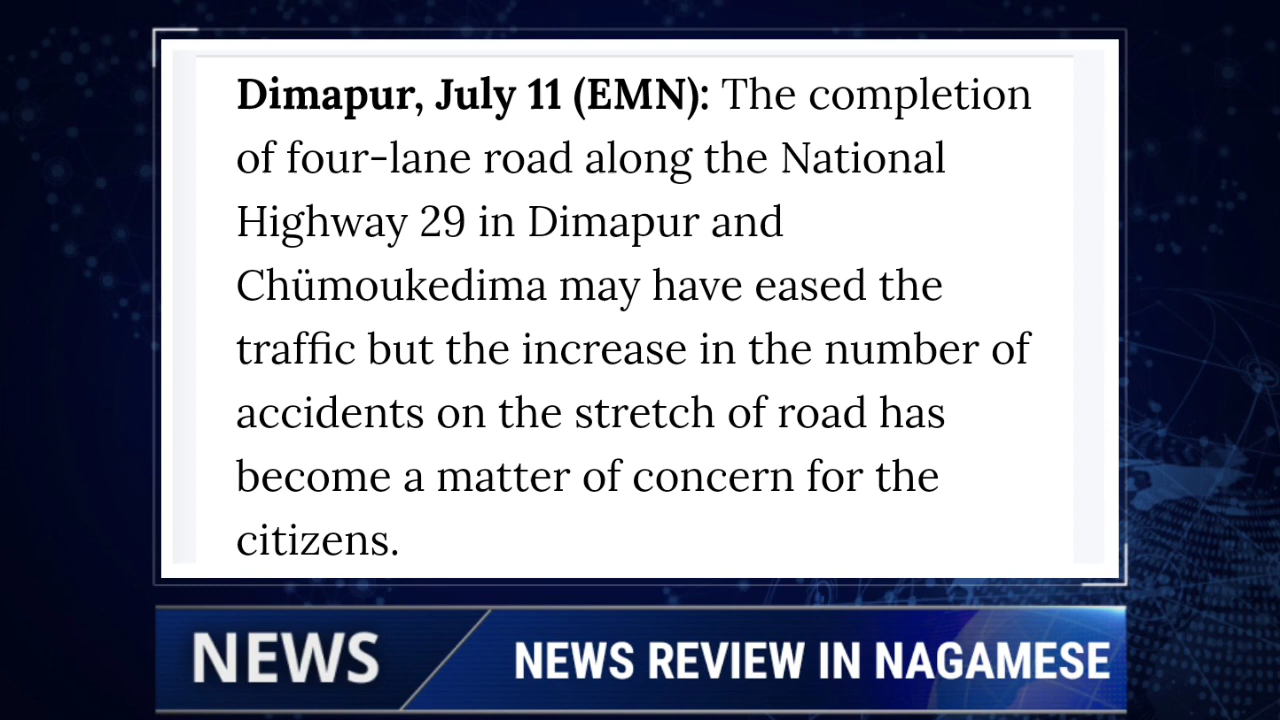 Dimapur, July 11 (EMN): The completion
of four-lane road along the National
Highway 29 in Dimapur and
Chümoukedima may have eased the
traffic but the increase in the number of
accidents on the stretch of road has
become a matter of concern for the
citizens.
NEWS
NEWS REVIEW IN NAGAMESE